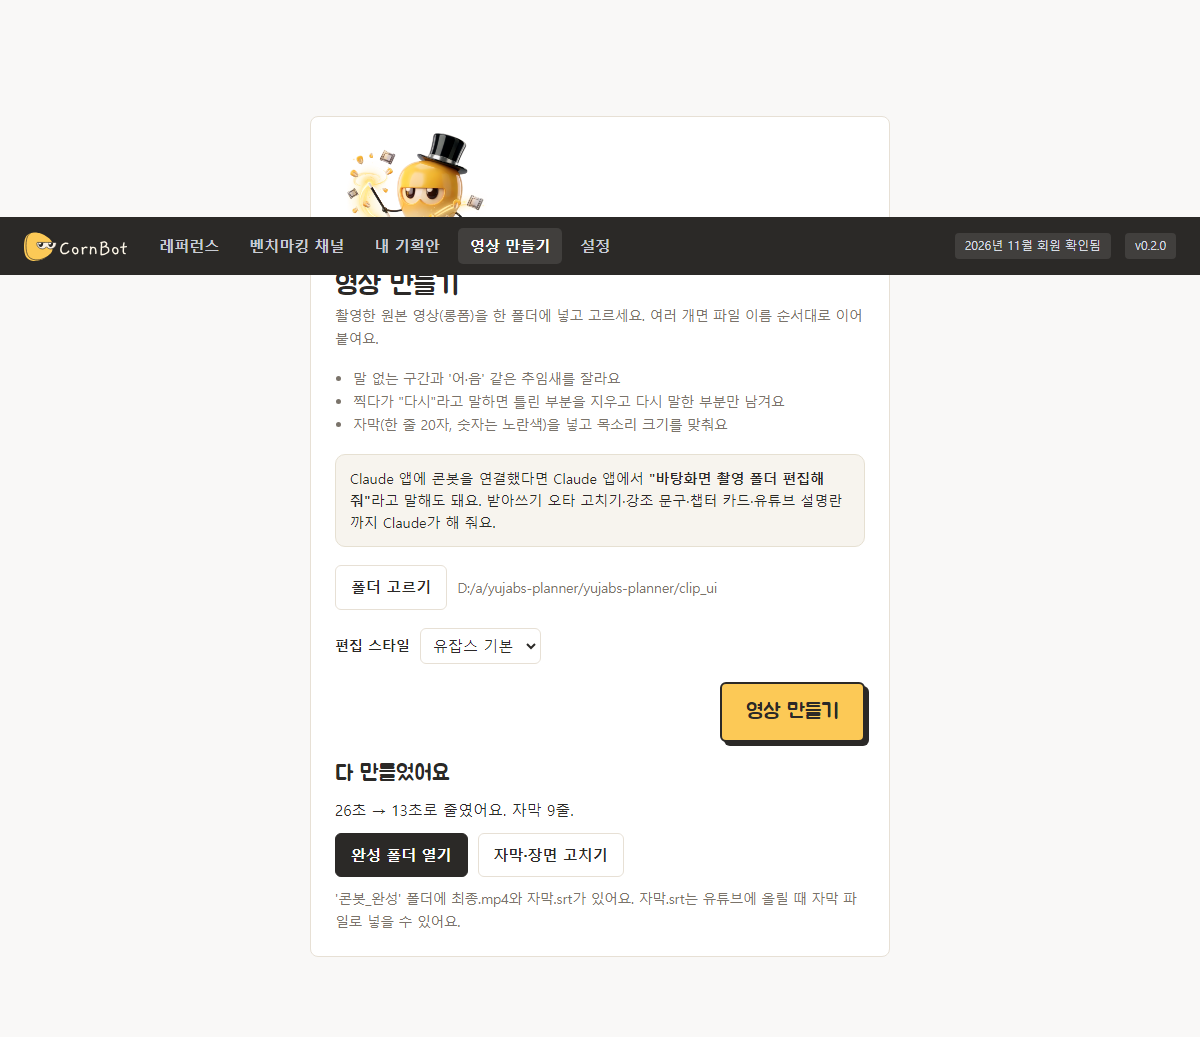 CornBot 레퍼런스 벤치마킹 채널 내 기획안 영상 만들기 설정 2026년 11월 회원 확인됨 v0.2.0
영상 만들기
촬영한 원본 영상(롱폼)을 한 폴더에 넣고 고르세요. 여러 개면 파일 이름 순서대로 이어
붙여요.
• 말 없는 구간과 '어·음' 같은 추임새를 잘라요
• 찍다가 "다시"라고 말하면 틀린 부분을 지우고 다시 말한 부분만 남겨요
• 자막(한 줄 20자, 숫자는 노란색)을 넣고 목소리 크기를 맞춰요
Claude 앱에 콘봇을 연결했다면 Claude 앱에서 "바탕화면 촬영 폴더 편집해
줘"라고 말해도 돼요. 받아쓰기 오타 고치기·강조 문구·챕터 카드·유튜브 설명란
까지 Claude가 해 줘요.
폴더 고르기 D:/a/yujabs-planner/yujabs-planner/clip_ui
편집 스타일 유잡스 기본
영상 만들기
다 만들었어요
26초 → 13초로 줄였어요. 자막 9줄.
완성 폴더 열기 자막·장면 고치기
'콘봇_완성' 폴더에 최종.mp4와 자막.srt가 있어요. 자막.srt는 유튜브에 올릴 때 자막 파
일로 넣을 수 있어요.